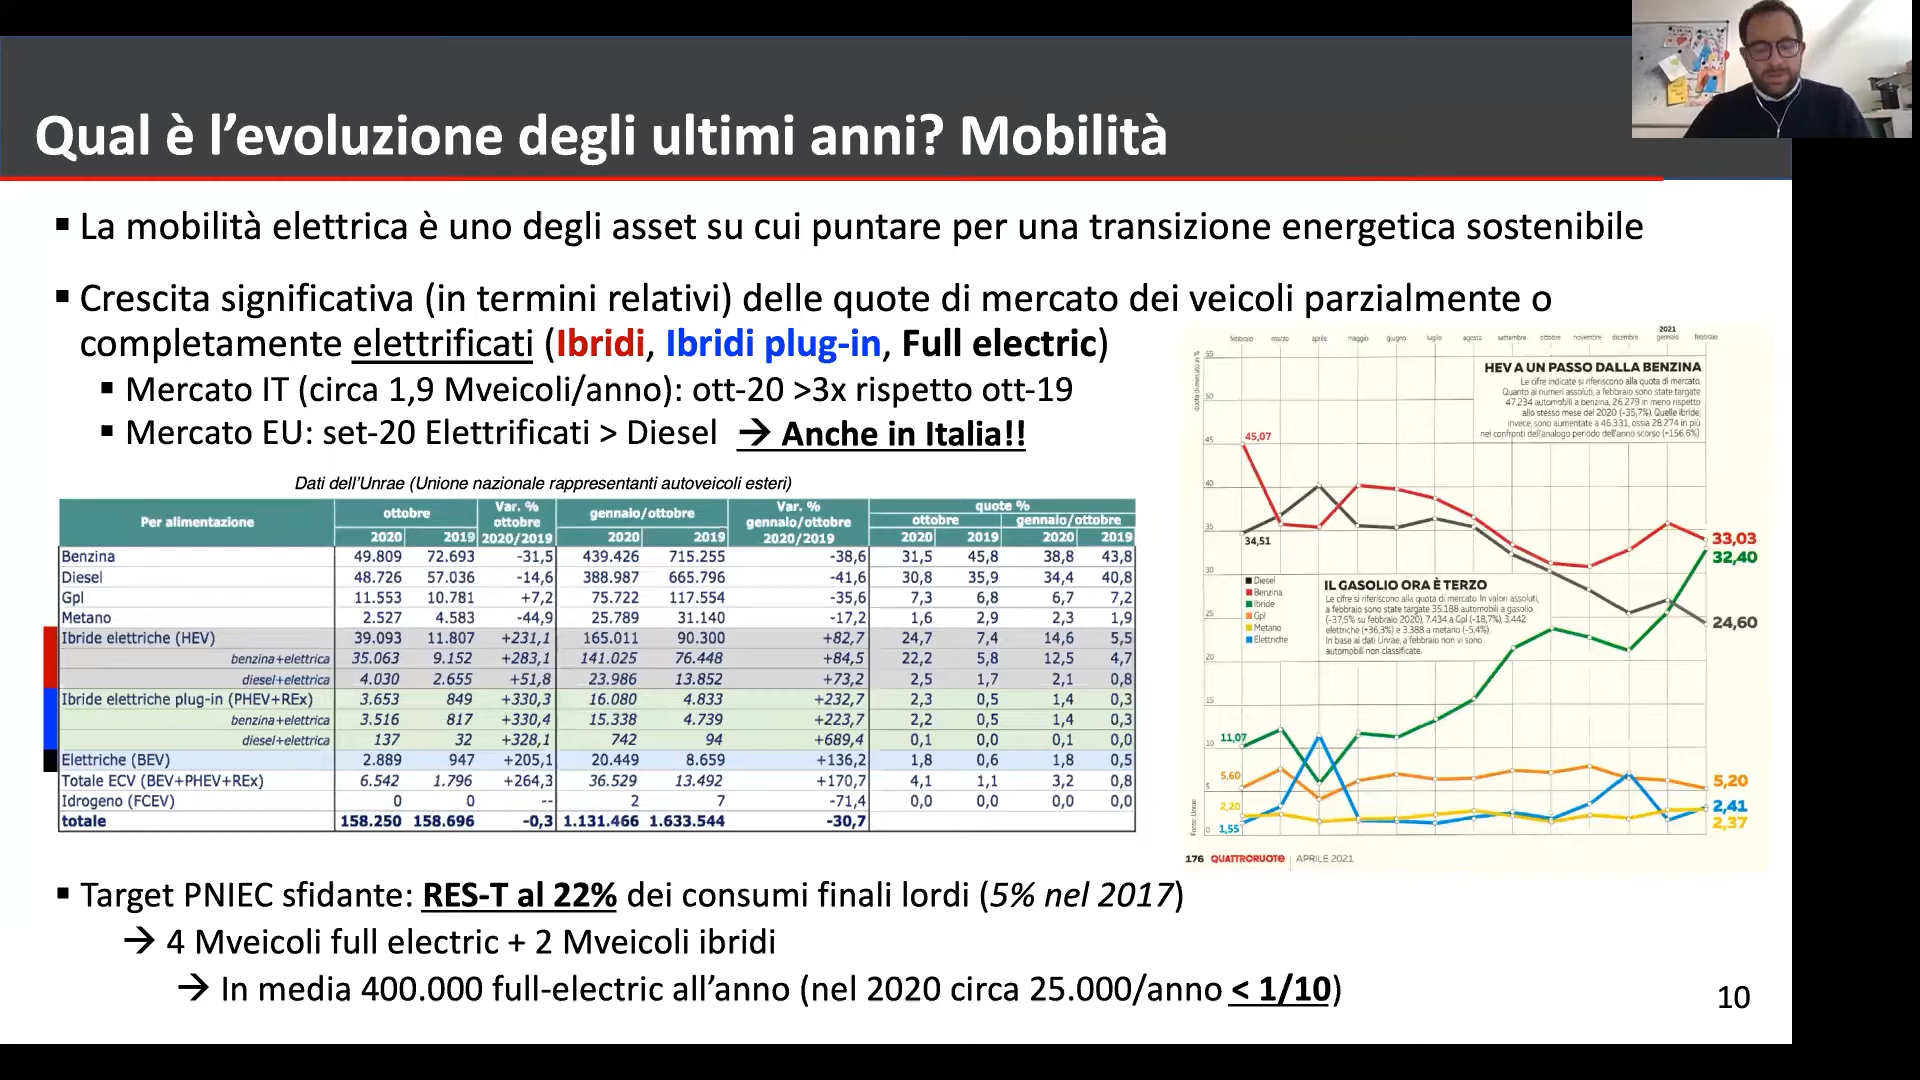 Qual è l'evoluzione degli ultimi anni? Mobilità
▪ La mobilità elettrica è uno degli asset su cui puntare per una transizione energetica sostenibile
▪ Crescita significativa (in termini relativi) delle quote di mercato dei veicoli parzialmente o
completamente elettrificati (Ibridi, Ibridi plug-in, Full electric)
▪ Mercato IT (circa 1,9 Mveicoli/anno): ott-20 >3x rispetto ott-19
▪ Mercato EU: set-20 Elettrificati > Diesel → Anche in Italia!!
Dati dell'Unrae (Unione nazionale rappresentanti autoveicoli esteri)
Per alimentazione ottobre Var. % ottobre 2020/2019 gennaio/ottobre Var. % gennaio/ottobre 2020/2019 quote %
ottobre gennaio/ottobre
2020 2019 2020 2019 2020 2019 2020 2019
Benzina 49.809 72.693 -31,5 439.426 715.255 -38,6 31,5 45,8 38,8 43,8
Diesel 48.726 57.036 -14,6 388.987 665.796 -41,6 30,8 35,9 34,4 40,8
Gpl 11.553 10.781 +7,2 75.722 117.554 -35,6 7,3 6,8 6,7 7,2
Metano 2.527 4.583 -44,9 25.789 31.140 -17,2 1,6 2,9 2,3 1,9
Ibride elettriche (HEV) 39.093 11.807 +231,1 165.011 90.300 +82,7 24,7 7,4 14,6 5,5
benzina+elettrica 35.063 9.152 +283,1 141.025 76.448 +84,5 22,2 5,8 12,5 4,7
diesel+elettrica 4.030 2.655 +51,8 23.986 13.852 +73,2 2,5 1,7 2,1 0,8
Ibride elettriche plug-in (PHEV+REx) 3.653 849 +330,3 16.080 4.833 +232,7 2,3 0,5 1,4 0,3
benzina+elettrica 3.516 817 +330,4 15.338 4.739 +223,7 2,2 0,5 1,4 0,3
diesel+elettrica 137 32 +328,1 742 94 +689,4 0,1 0,0 0,1 0,0
Elettriche (BEV) 2.889 947 +205,1 20.449 8.659 +136,2 1,8 0,6 1,8 0,5
Totale ECV (BEV+PHEV+REx) 6.542 1.796 +264,3 36.529 13.492 +170,7 4,1 1,1 3,2 0,8
Idrogeno (FCEV) 0 0 -- 2 7 -71,4 0,0 0,0 0,0 0,0
totale 158.250 158.696 -0,3 1.131.466 1.633.544 -30,7
2021
febbraio marzo aprile maggio giugno luglio agosto settembre ottobre novembre dicembre gennaio febbraio
quota di mercato in %
55
50
45
40
35
30
25
20
15
10
5
0
HEV A UN PASSO DALLA BENZINA
Le cifre indicate si riferiscono alla quota di mercato.
Quanto ai numeri assoluti, a febbraio sono state targate
47.234 automobili a benzina, 26.279 in meno rispetto
allo stesso mese del 2020 (-35,7%). Quelle ibride,
invece, sono aumentate a 46.331, ossia 28.274 in più
nei confronti dell'analogo periodo dell'anno scorso (+156,6%)
45,07
34,51
33,03
32,40
Diesel
Benzina
Ibride
Gpl
Metano
Elettriche
IL GASOLIO ORA È TERZO
Le cifre si riferiscono alla quota di mercato. In valori assoluti,
a febbraio sono state targate 35.188 automobili a gasolio
(-37,5% su febbraio 2020), 7.434 a Gpl (-18,7%), 3.442
elettriche (+36,3%) e 3.388 a metano (-5,4%).
In base ai dati Unrae, a febbraio non vi sono
automobili non classificate.
24,60
11,07
5,60
2,20
1,55
5,20
2,41
2,37
Fonte: Unrae
176 QUATTRORUOTE | APRILE 2021
▪ Target PNIEC sfidante: RES-T al 22% dei consumi finali lordi (5% nel 2017)
→ 4 Mveicoli full electric + 2 Mveicoli ibridi
→ In media 400.000 full-electric all'anno (nel 2020 circa 25.000/anno < 1/10)
10